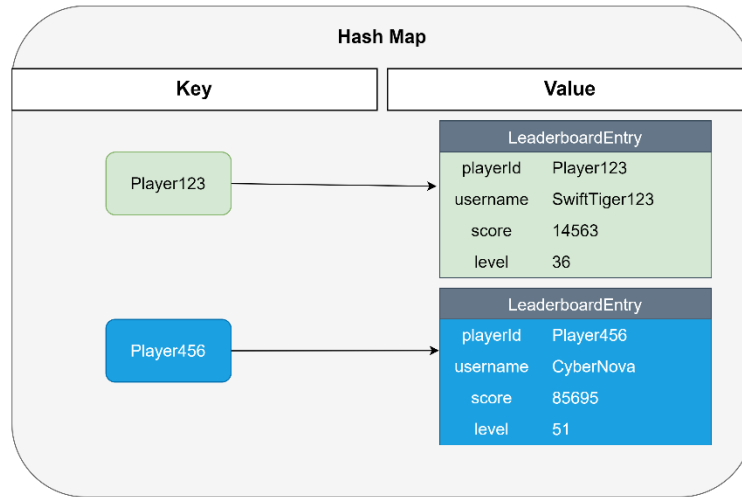 Hash Map
Key Value
Player123
LeaderboardEntry
playerId Player123
username SwiftTiger123
score 14563
level 36
Player456
LeaderboardEntry
playerId Player456
username CyberNova
score 85695
level 51